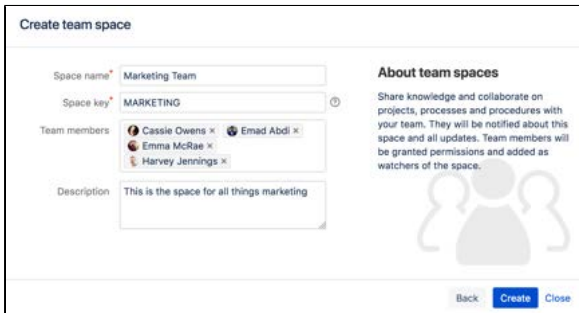 Create team space
Space name* Marketing Team
Space key* MARKETING
Team members Cassie Owens × Emad Abdi ×
Emma McRae ×
Harvey Jennings ×
Description This is the space for all things marketing
About team spaces
Share knowledge and collaborate on
projects, processes and procedures with
your team. They will be notified about this
space and all updates. Team members will
be granted permissions and added as
watchers of the space.
Back Create Close